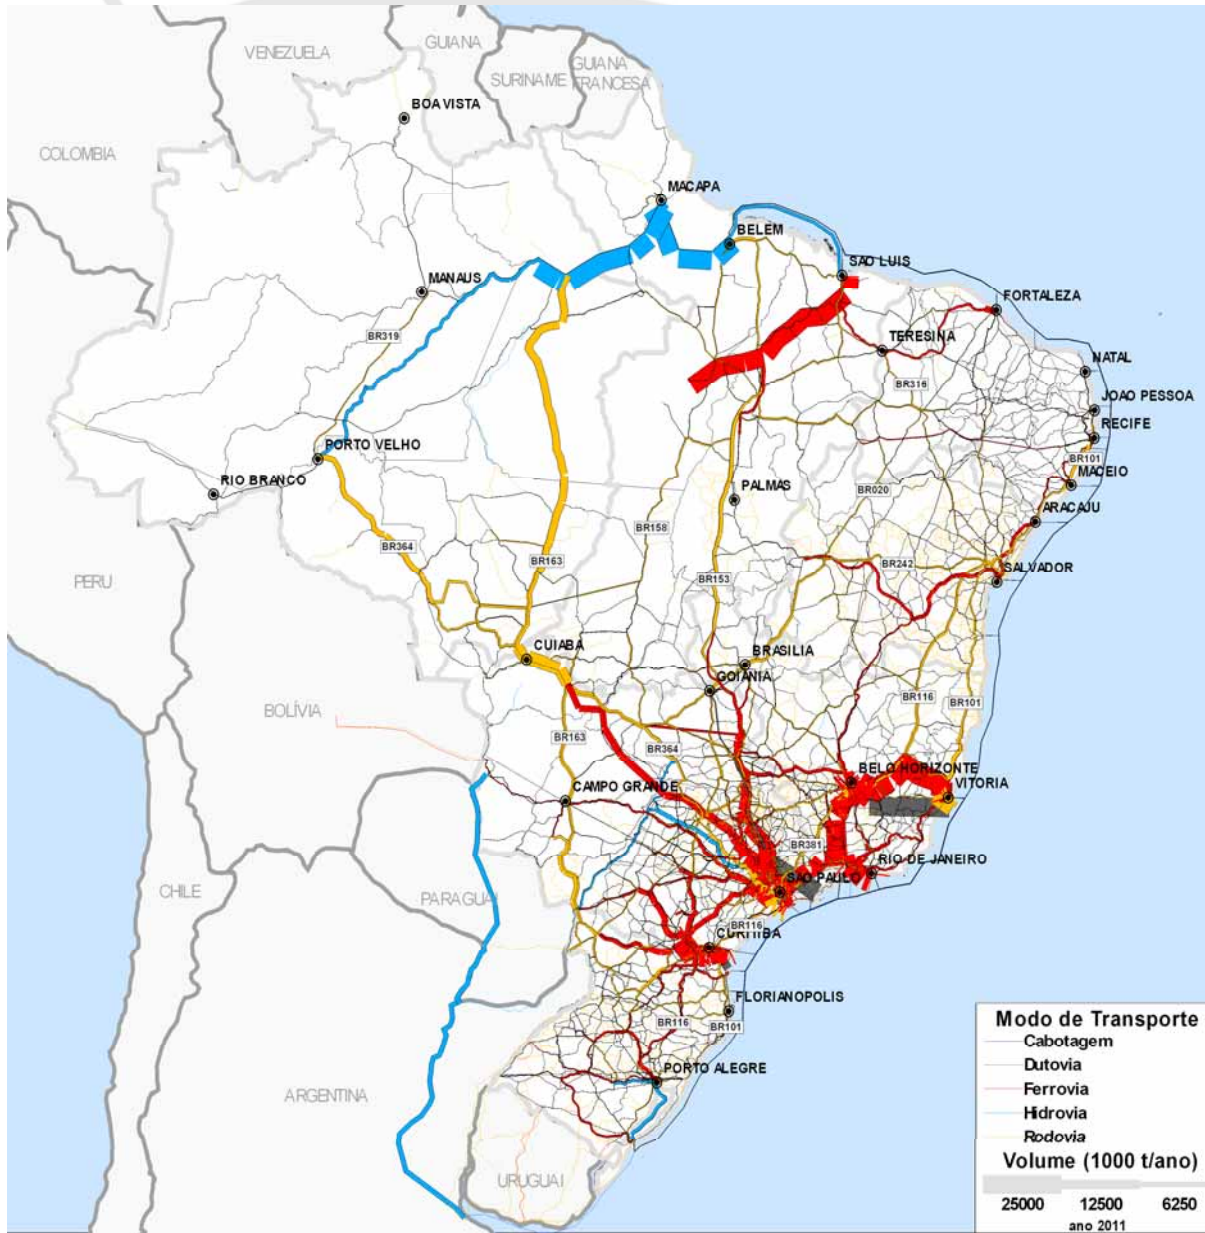 VENEZUELA
GUIANA
SURINAME
GUIANA
FRANCESA
BOA VISTA
COLOMBIA
MACAPA
BELEM
SAO LUIS
MANAUS
FORTALEZA
BR319
TERESINA
NATAL
BR316
JOAO PESSOA
RECIFE
PORTO VELHO
BR101
MACEIO
RIO BRANCO
PALMAS
BR020
ARACAJU
BR158
BR364
BR163
BR242
SALVADOR
PERU
BR153
CUIABA
BRASILIA
GOIÂNIA
BR116
BR101
BOLÍVIA
BR163
BR364
BELO HORIZONTE
VITORIA
CAMPO GRANDE
BR381
RIO DE JANEIRO
CHILE
SAO PAULO
PARAGUAI
BR116
CURITIBA
FLORIANOPOLIS
BR116
BR101
PORTO ALEGRE
ARGENTINA
URUGUAI
Modo de Transporte
Cabotagem
Dutovia
Ferrovia
Hidrovia
Rodovia
Volume (1000 t/ano)
25000 12500 6250
ano 2011